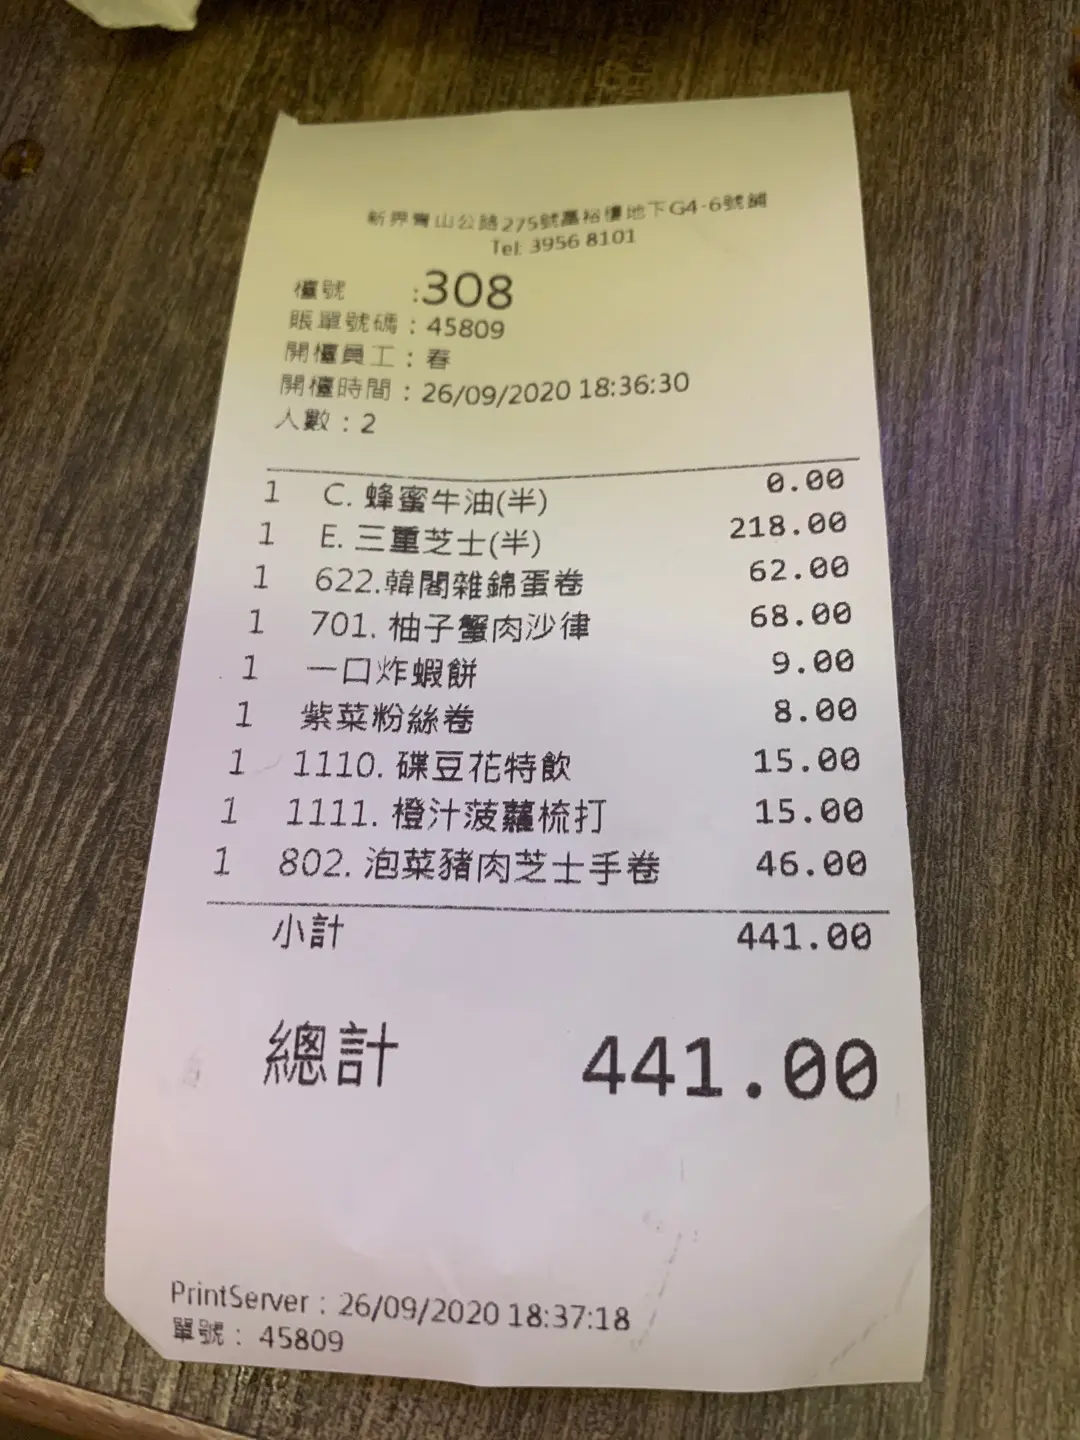 新界青山公路275號嘉裕樓地下G4-6號鋪
Tel: 3956 8101
檯號 :308
賬單號碼：45809
開檯員工：春
開檯時間：26/09/2020 18:36:30
人數：2
1 C. 蜂蜜牛油(半) 0.00
1 E. 三重芝士(半) 218.00
1 622.韓閣雜錦蛋卷 62.00
1 701. 柚子蟹肉沙律 68.00
1 一口炸蝦餅 9.00
1 紫菜粉絲卷 8.00
1 1110. 碟豆花特飲 15.00
1 1111. 橙汁菠蘿梳打 15.00
1 802. 泡菜豬肉芝士手卷 46.00
小計 441.00
總計 441.00
PrintServer：26/09/2020 18:37:18
單號：45809